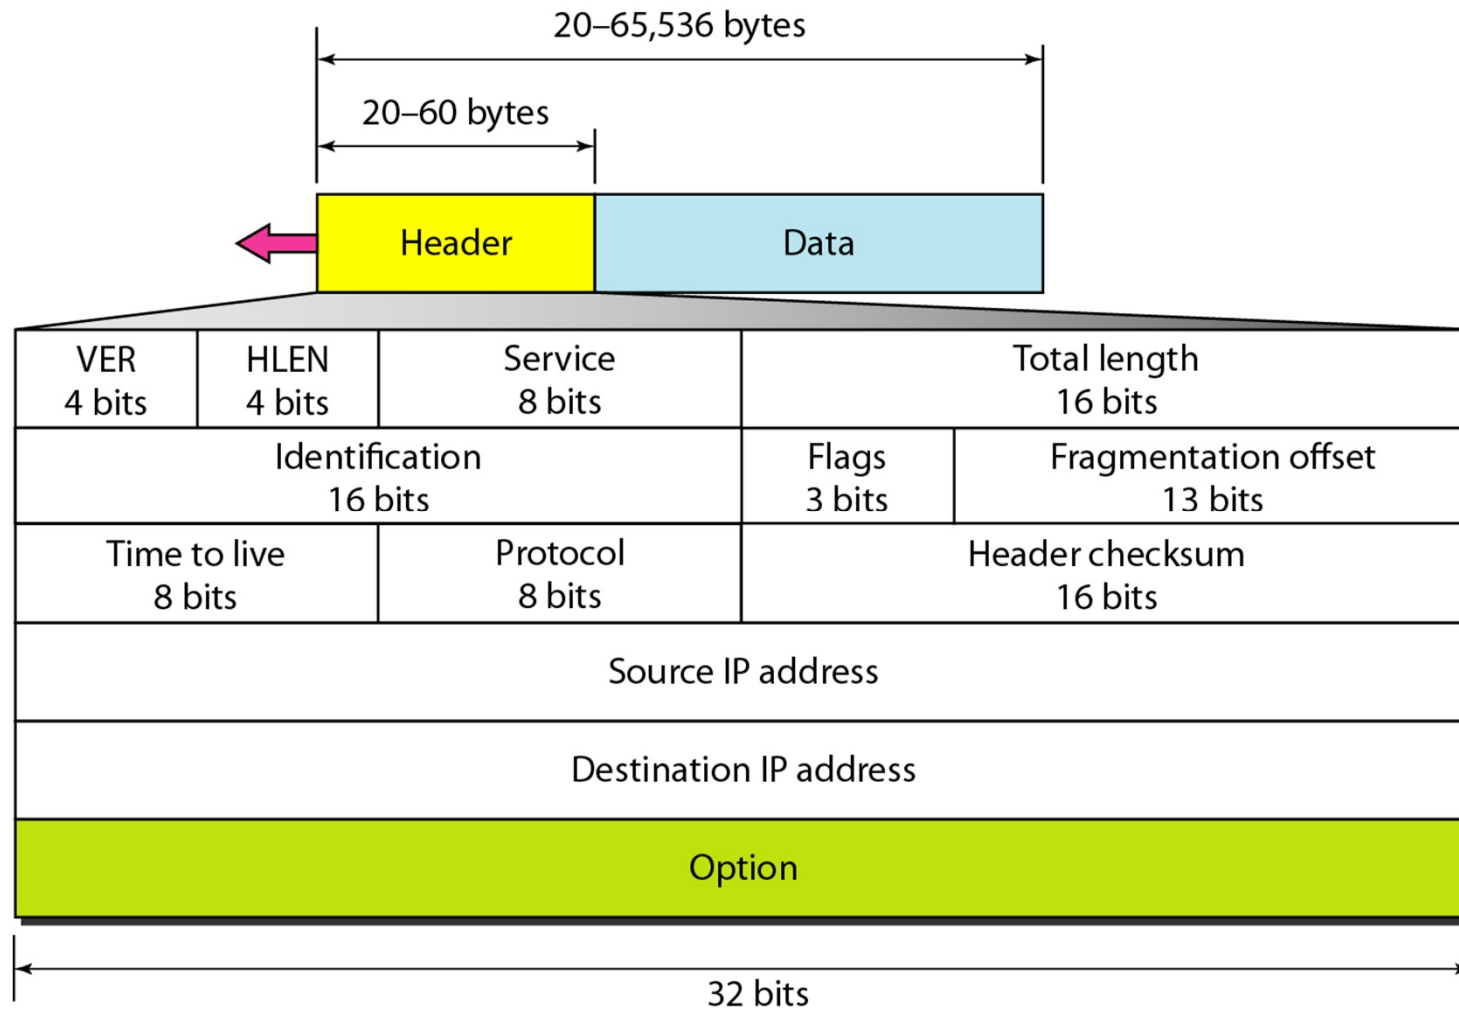 20–65,536 bytes
20–60 bytes
Header
Data
VER
4 bits
HLEN
4 bits
Service
8 bits
Total length
16 bits
Identification
16 bits
Flags
3 bits
Fragmentation offset
13 bits
Time to live
8 bits
Protocol
8 bits
Header checksum
16 bits
Source IP address
Destination IP address
Option
32 bits